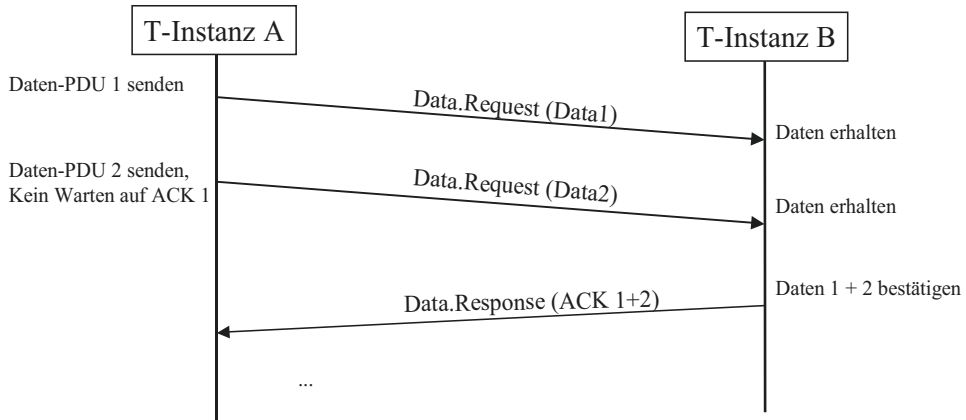 T-Instanz A
T-Instanz B
Daten-PDU 1 senden
Data.Request (Data1)
Daten erhalten
Daten-PDU 2 senden,
Kein Warten auf ACK 1
Data.Request (Data2)
Daten erhalten
Daten 1 + 2 bestätigen
Data.Response (ACK 1+2)
...